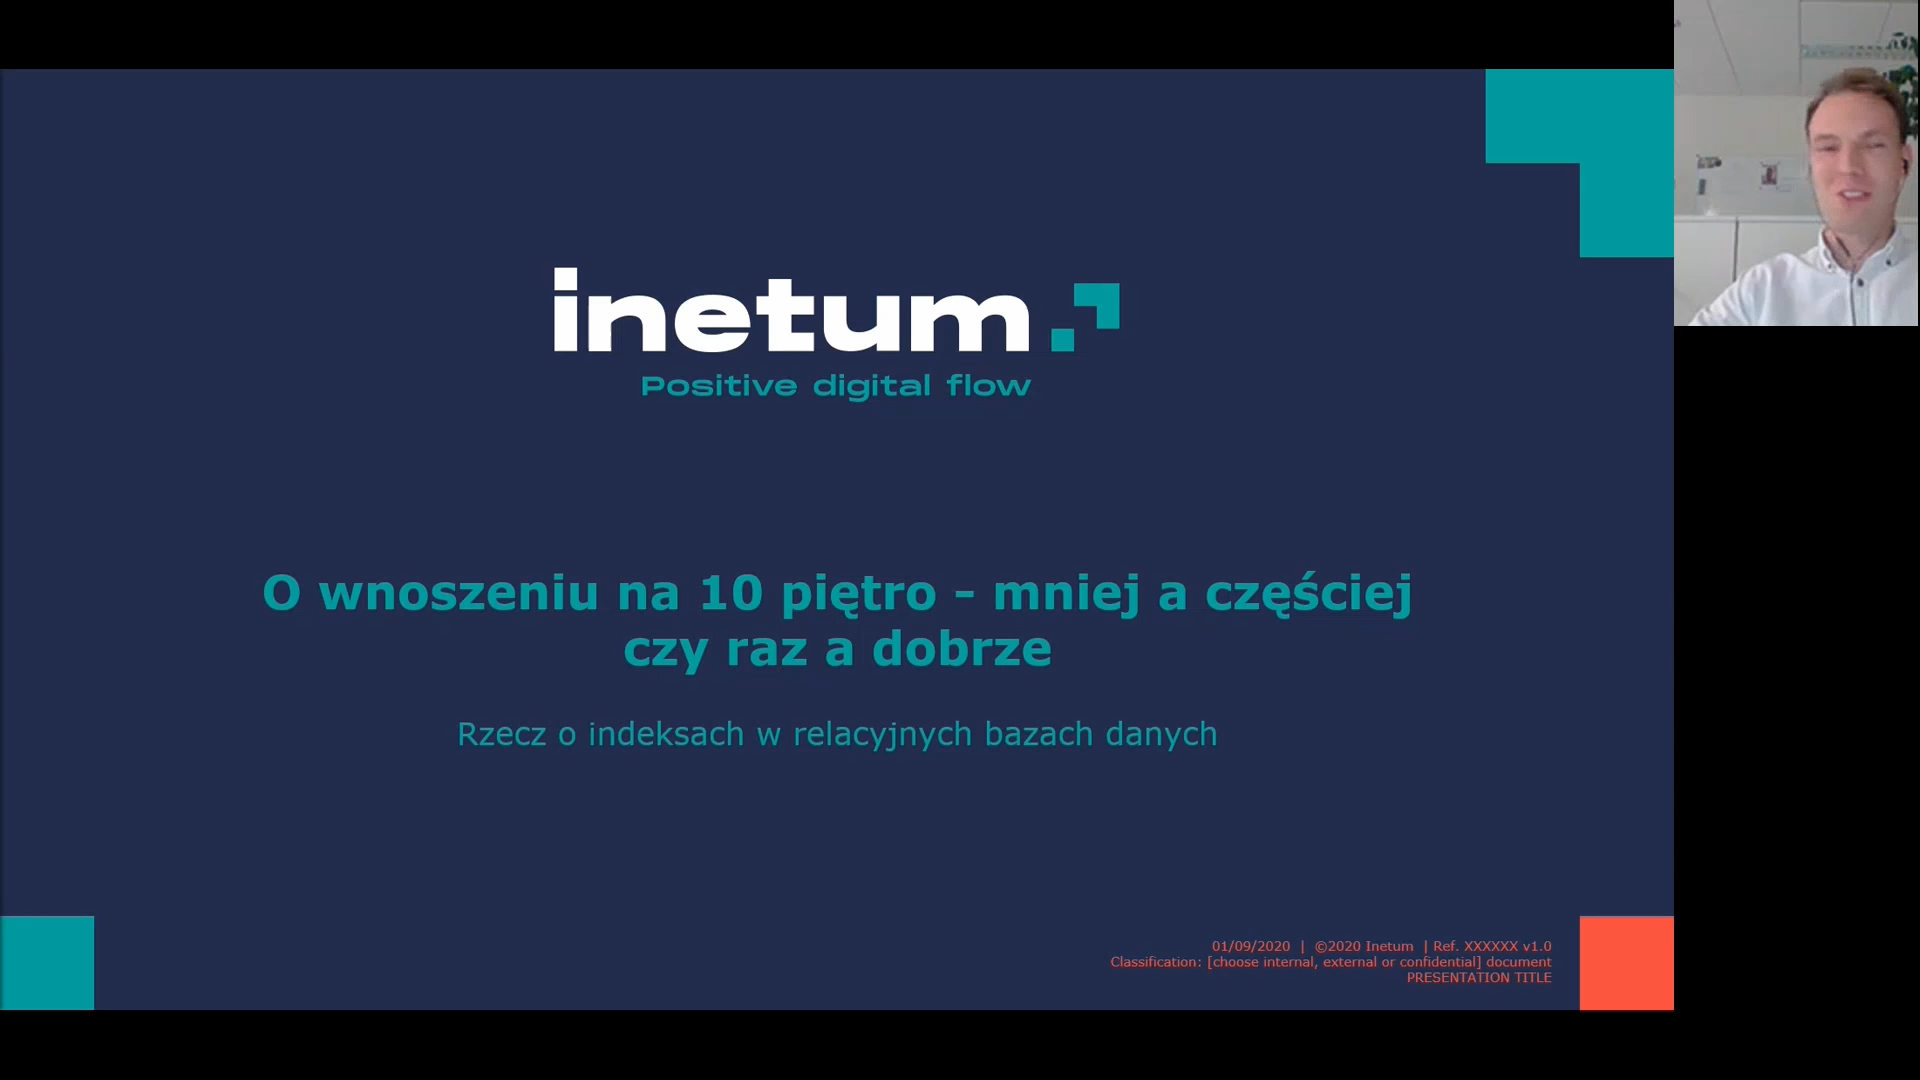 inetum
Positive digital flow
O wnoszeniu na 10 piętro - mniej a częściej
czy raz a dobrze
Rzecz o indeksach w relacyjnych bazach danych
01/09/2020 | ©2020 Inetum | Ref. XXXXXX v1.0
Classification: [choose internal, external or confidential] document
PRESENTATION TITLE